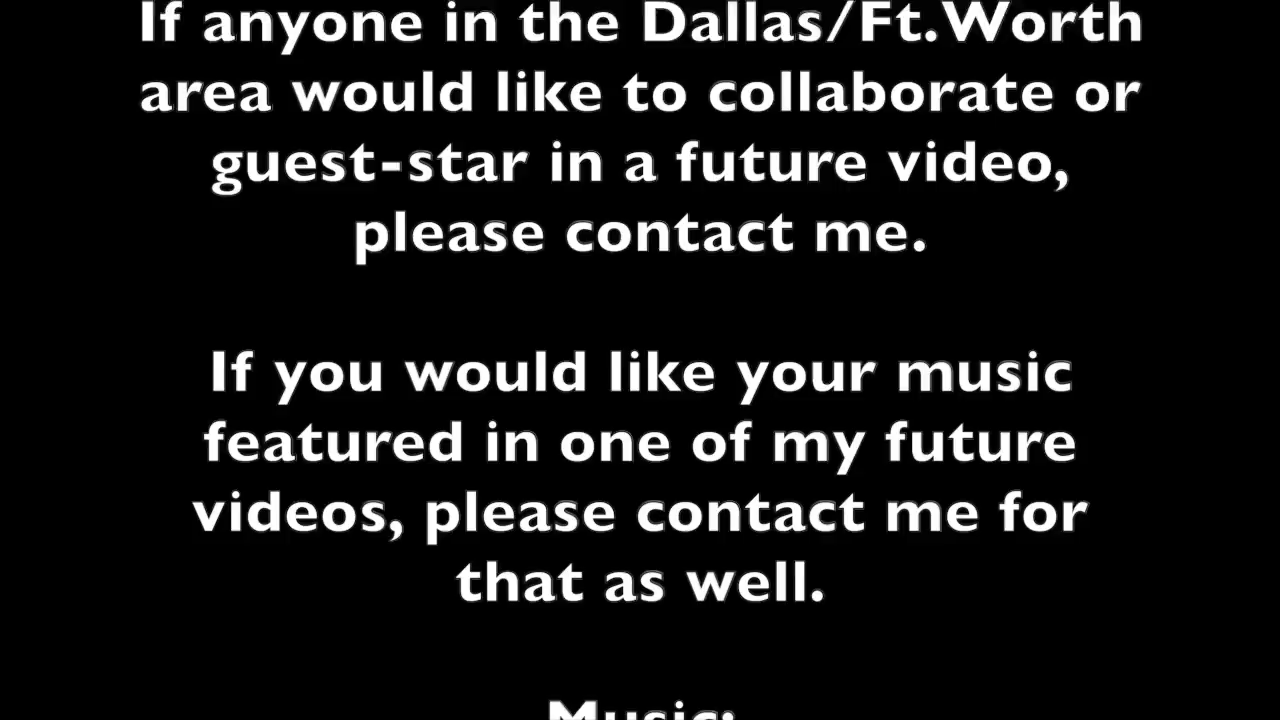 If anyone in the Dallas/Ft.Worth
area would like to collaborate or
guest-star in a future video,
please contact me.
If you would like your music
featured in one of my future
videos, please contact me for
that as well.
Music: